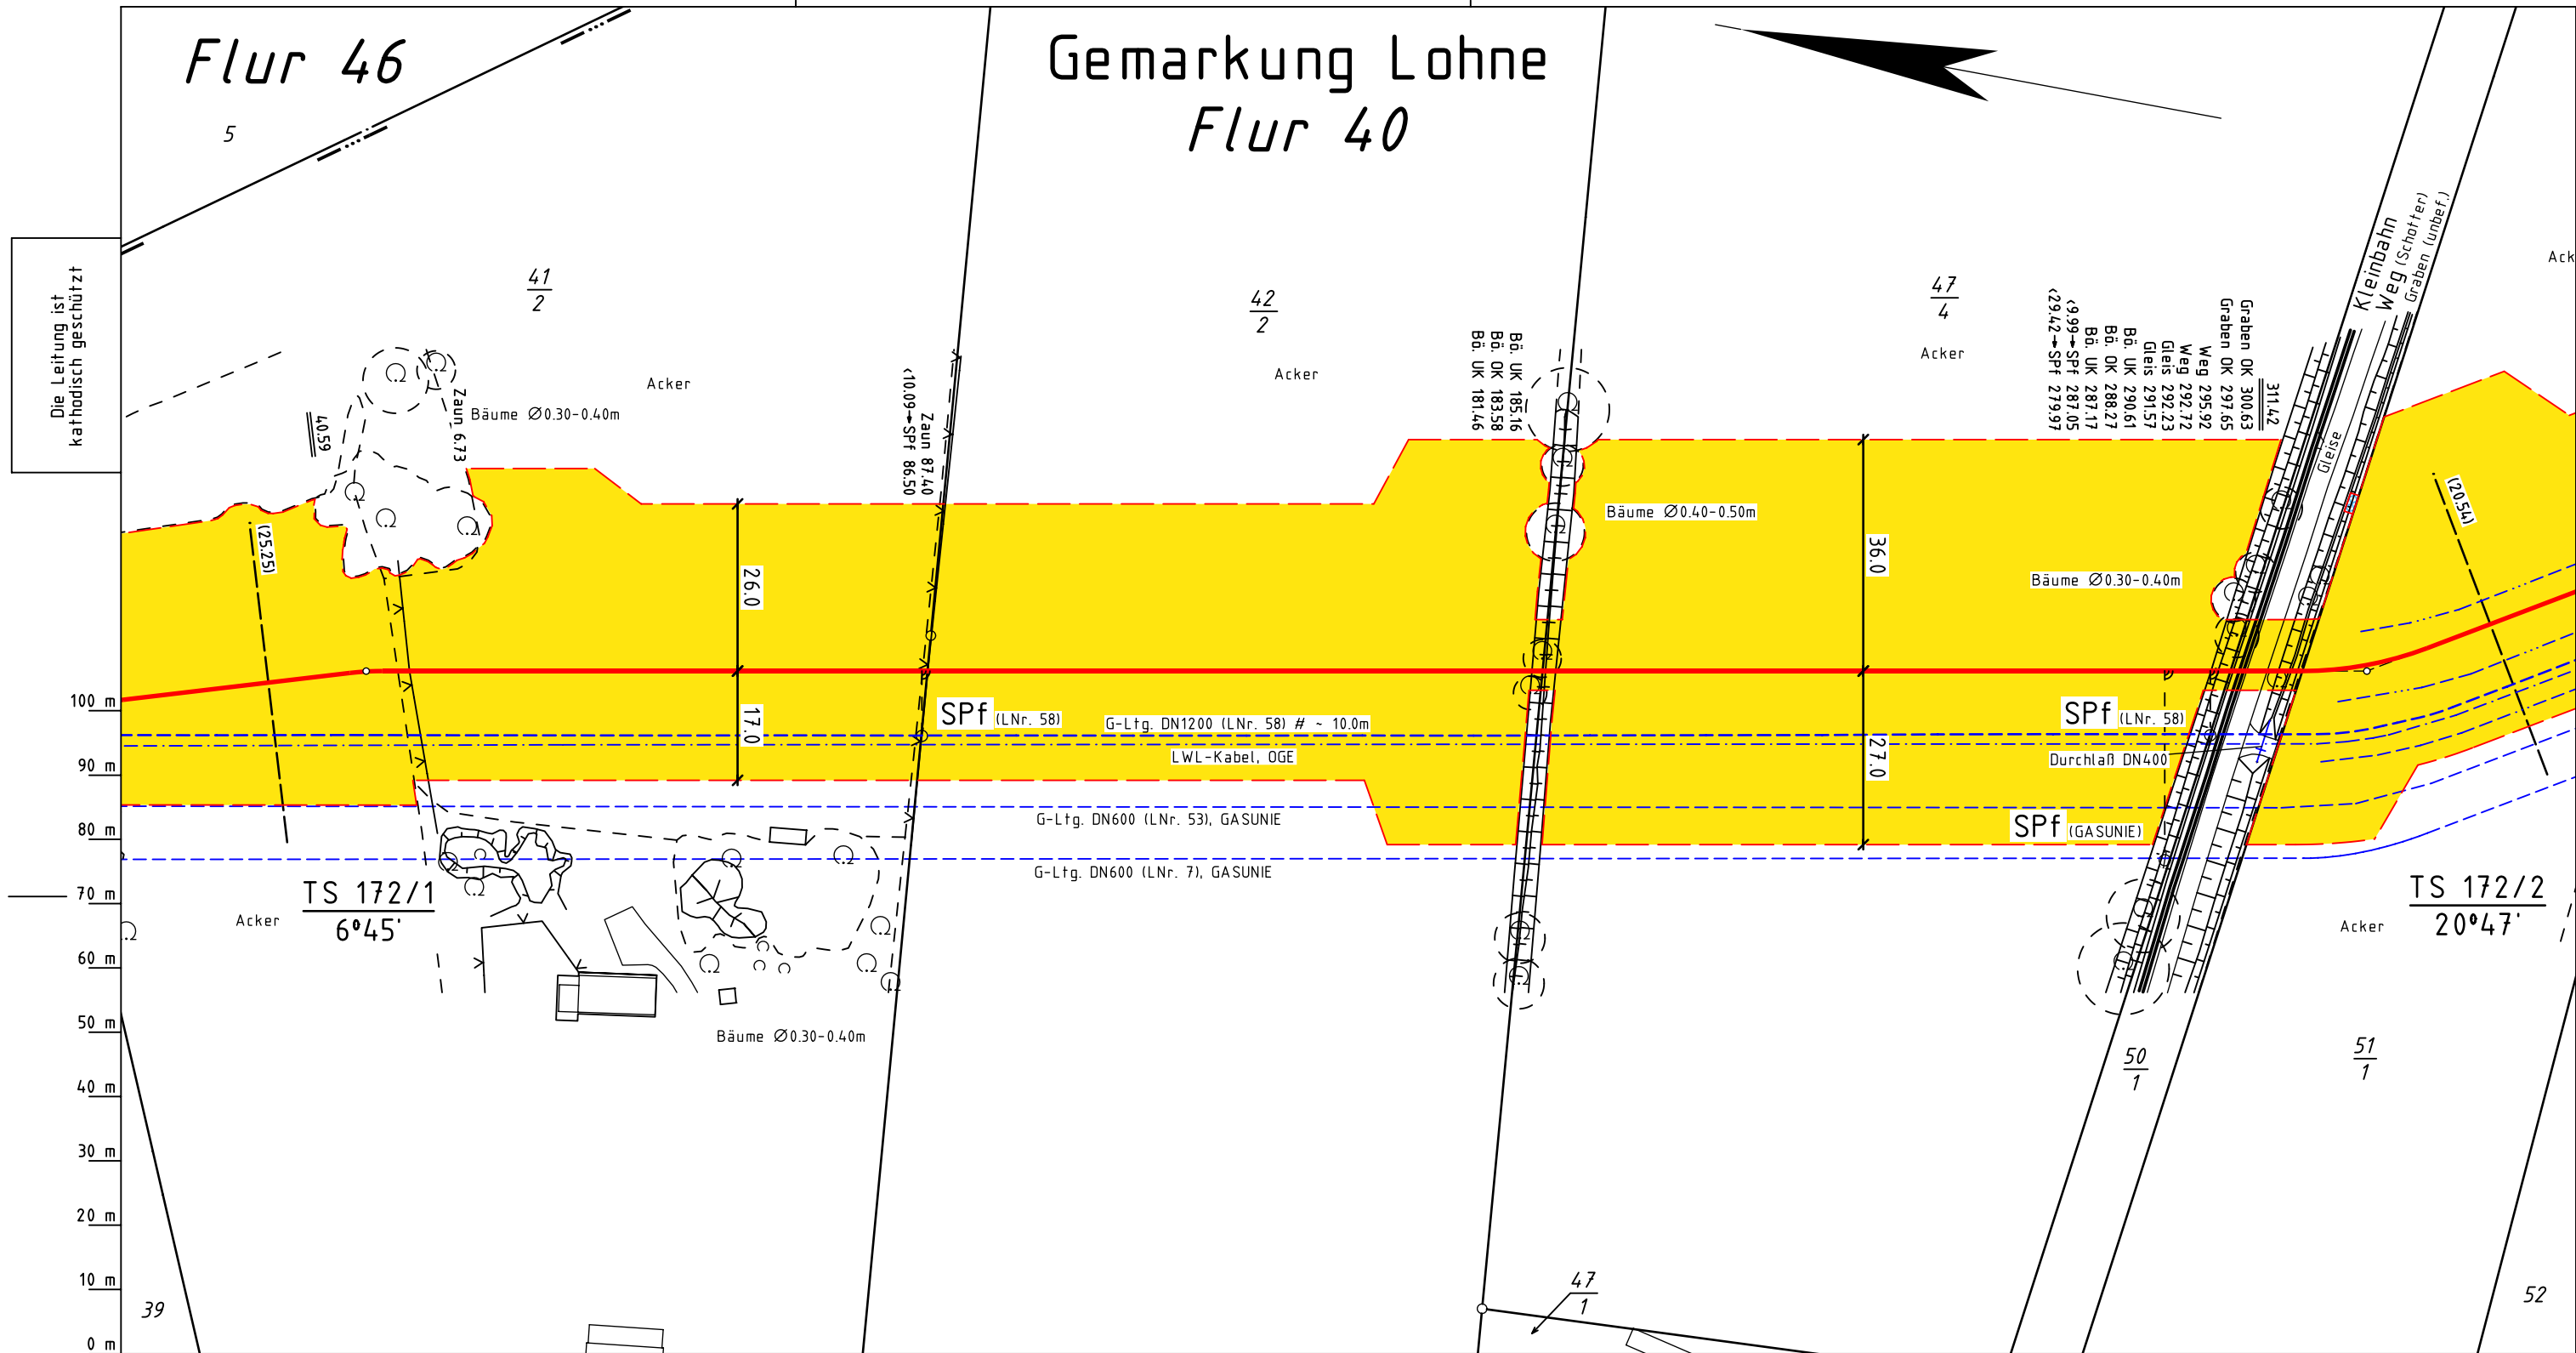 Flur 46
5
Gemarkung Lohne
Flur 40
Die Leitung ist
kathodisch geschützt
41
2
42
2
47
4
Acker
Acker
Acker
Ack
Bäume Ø0.30-0.40m
Zaun 6.73
40.59
(25.25)
Zaun 87.40
<10.09→SPf 86.50
Bö. UK 185.16
Bö. OK 183.58
Bö. UK 181.46
311.42
Graben OK 300.63
Graben OK 297.65
Weg 295.92
Weg 292.72
Gleis 292.23
Gleis 291.57
Bö. UK 290.61
Bö. OK 288.27
Bö. UK 287.17
<9.99→SPf 287.05
<29.42→SPf 279.97
Kleinbahn
Weg (Schotter)
Graben (unbef.)
Gleise
(20.54)
Bäume Ø0.40-0.50m
Bäume Ø0.30-0.40m
26.0
17.0
36.0
27.0
SPf (LNr. 58)
G-Ltg. DN1200 (LNr. 58) # ~ 10.0m
LWL-Kabel, OGE
SPf (LNr. 58)
Durchlaß DN400
G-Ltg. DN600 (LNr. 53), GASUNIE
SPf (GASUNIE)
G-Ltg. DN600 (LNr. 7), GASUNIE
TS 172/1
6°45'
TS 172/2
20°47'
Acker
Acker
Bäume Ø0.30-0.40m
50
1
51
1
47
1
39
52
100 m
90 m
80 m
70 m
60 m
50 m
40 m
30 m
20 m
10 m
0 m